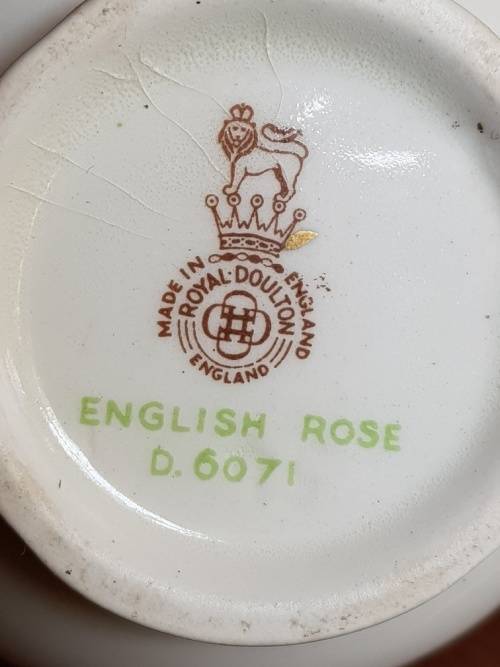 MADE IN ENGLAND
ROYAL·DOULTON
ENGLAND
ENGLISH ROSE
D.6071